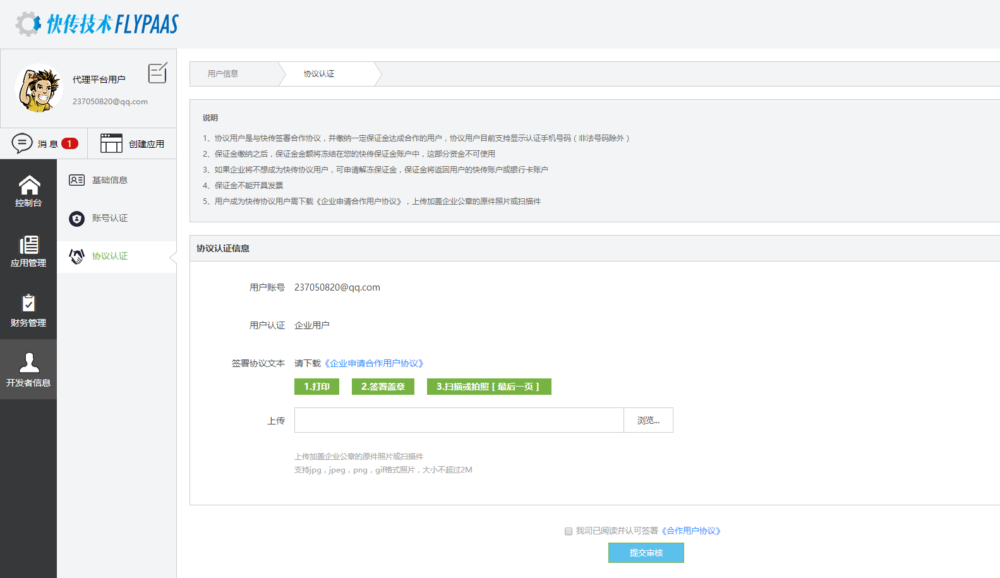 快传技术 FLYPAAS
代理平台用户
237050820@qq.com
消 息 1
创建应用
控制台
应用管理
财务管理
开发者信息
基础信息
账号认证
协议认证
用户信息
协议认证
说明
1、协议用户是与快传签署合作协议，并缴纳一定保证金达成合作的用户，协议用户目前支持显示认证手机号码（非法号码除外）
2、保证金缴纳之后，保证金金额将冻结在您的快传保证金账户中，这部分资金不可使用
3、如果企业将不想成为快传协议用户，可申请解冻保证金，保证金将返回用户的快传账户或银行卡账户
4、保证金不能开具发票
5、用户成为快传协议用户需下载《企业申请合作用户协议》，上传加盖企业公章的原件照片或扫描件
协议认证信息
用户账号 237050820@qq.com
用户认证 企业用户
签署协议文本 请下载《企业申请合作用户协议》
1.打印 2.签署盖章 3.扫描或拍照 [ 最后一页 ]
上传 浏览...
上传加盖企业公章的原件照片或扫描件
支持jpg，jpeg，png，gif格式照片，大小不超过2M
我司已阅读并认可签署《合作用户协议》
提交审核